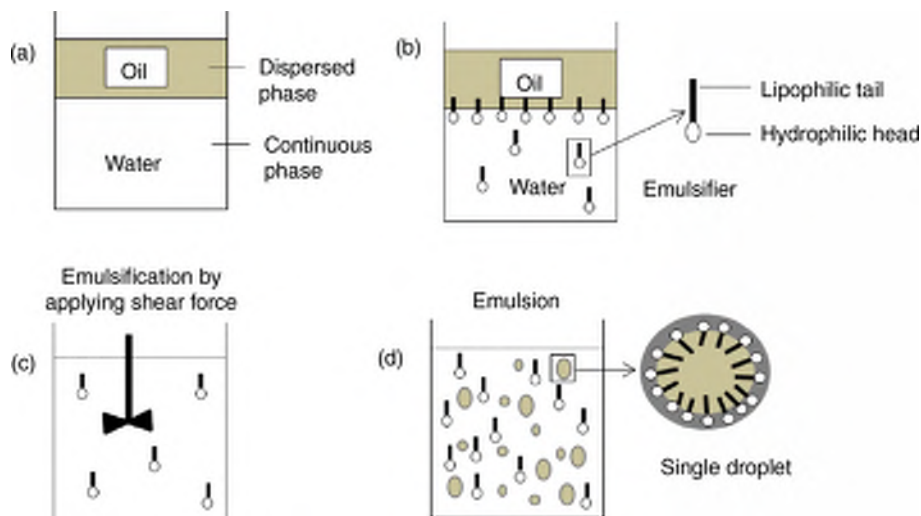 (a)
Oil
Dispersed
phase
Continuous
phase
Water
(b)
Oil
Water
Lipophilic tail
Hydrophilic head
Emulsifier
Emulsification by
applying shear force
(c)
Emulsion
(d)
Single droplet